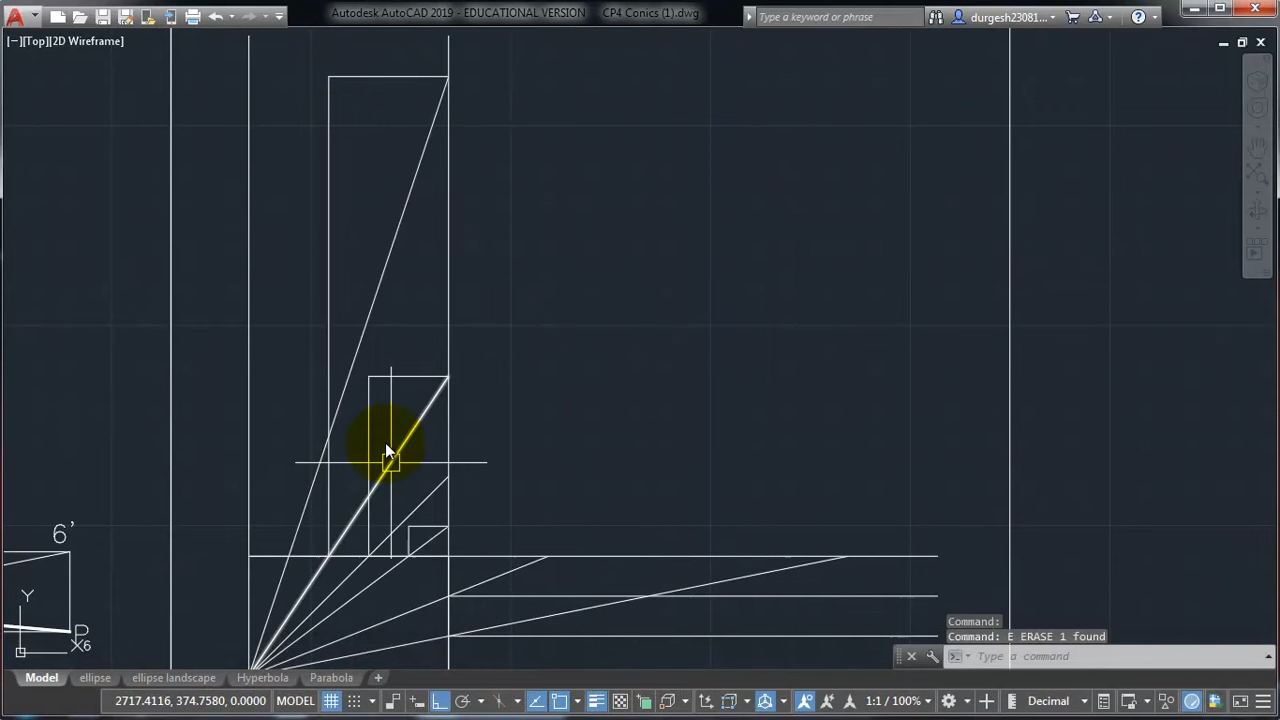 Autodesk AutoCAD 2019 - EDUCATIONAL VERSION CP4 Conics (1).dwg
Type a keyword or phrase
durgesh23081...
[−][Top][2D Wireframe]
6'
Y
P
X6
Command:
Command: E ERASE 1 found
Type a command
Model ellipse ellipse landscape Hyperbola Parabola +
2717.4116, 374.7580, 0.0000 MODEL 1:1 / 100% Decimal